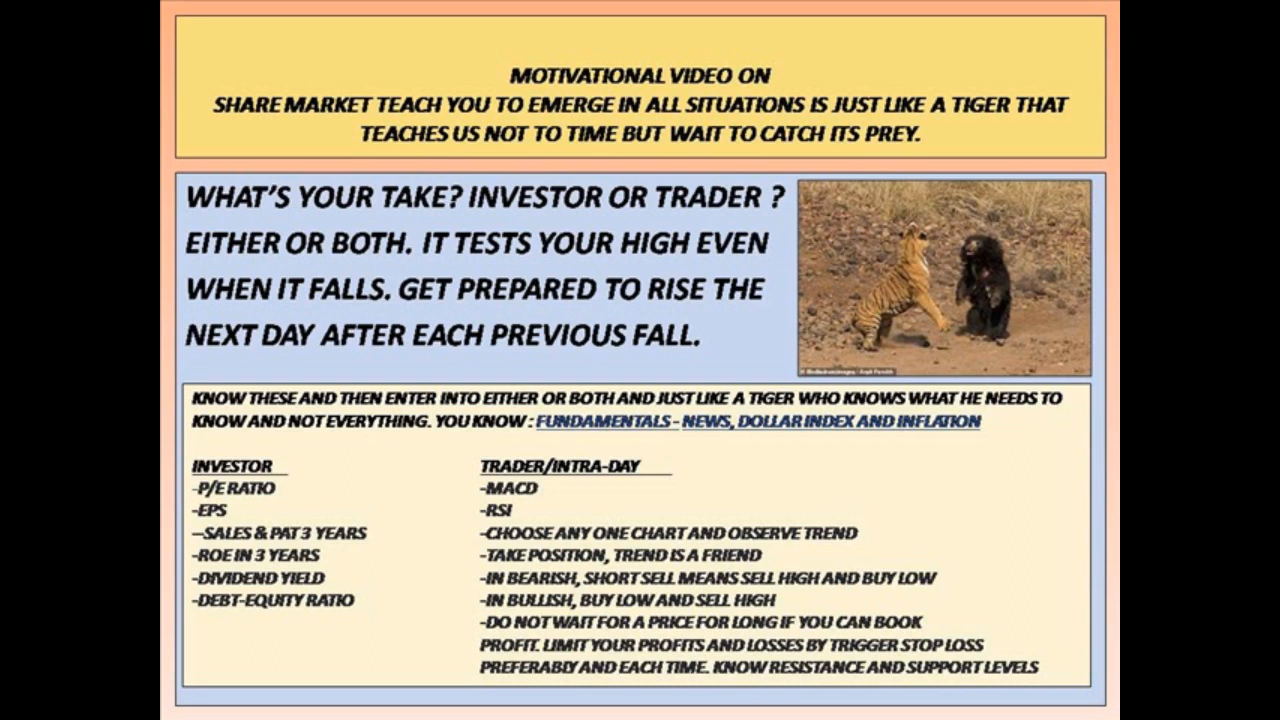 MOTIVATIONAL VIDEO ON
SHARE MARKET TEACH YOU TO EMERGE IN ALL SITUATIONS IS JUST LIKE A TIGER THAT
TEACHES US NOT TO TIME BUT WAIT TO CATCH ITS PREY.
WHAT'S YOUR TAKE? INVESTOR OR TRADER ?
EITHER OR BOTH. IT TESTS YOUR HIGH EVEN
WHEN IT FALLS. GET PREPARED TO RISE THE
NEXT DAY AFTER EACH PREVIOUS FALL.
KNOW THESE AND THEN ENTER INTO EITHER OR BOTH AND JUST LIKE A TIGER WHO KNOWS WHAT HE NEEDS TO
KNOW AND NOT EVERYTHING. YOU KNOW : FUNDAMENTALS - NEWS, DOLLAR INDEX AND INFLATION
INVESTOR
-P/E RATIO
-EPS
--SALES & PAT 3 YEARS
-ROE IN 3 YEARS
-DIVIDEND YIELD
-DEBT-EQUITY RATIO
TRADER/INTRA-DAY
-MACD
-RSI
-CHOOSE ANY ONE CHART AND OBSERVE TREND
-TAKE POSITION, TREND IS A FRIEND
-IN BEARISH, SHORT SELL MEANS SELL HIGH AND BUY LOW
-IN BULLISH, BUY LOW AND SELL HIGH
-DO NOT WAIT FOR A PRICE FOR LONG IF YOU CAN BOOK
PROFIT. LIMIT YOUR PROFITS AND LOSSES BY TRIGGER STOP LOSS
PREFERABLY AND EACH TIME. KNOW RESISTANCE AND SUPPORT LEVELS